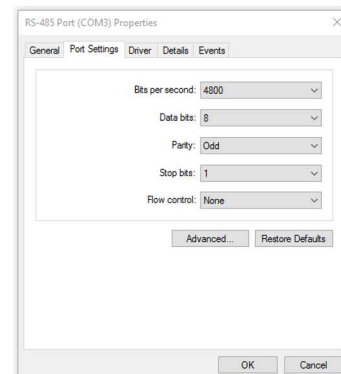 RS-485 Port (COM3) Properties
General Port Settings Driver Details Events
Bits per second: 4800
Data bits: 8
Parity: Odd
Stop bits: 1
Flow control: None
Advanced... Restore Defaults
OK Cancel